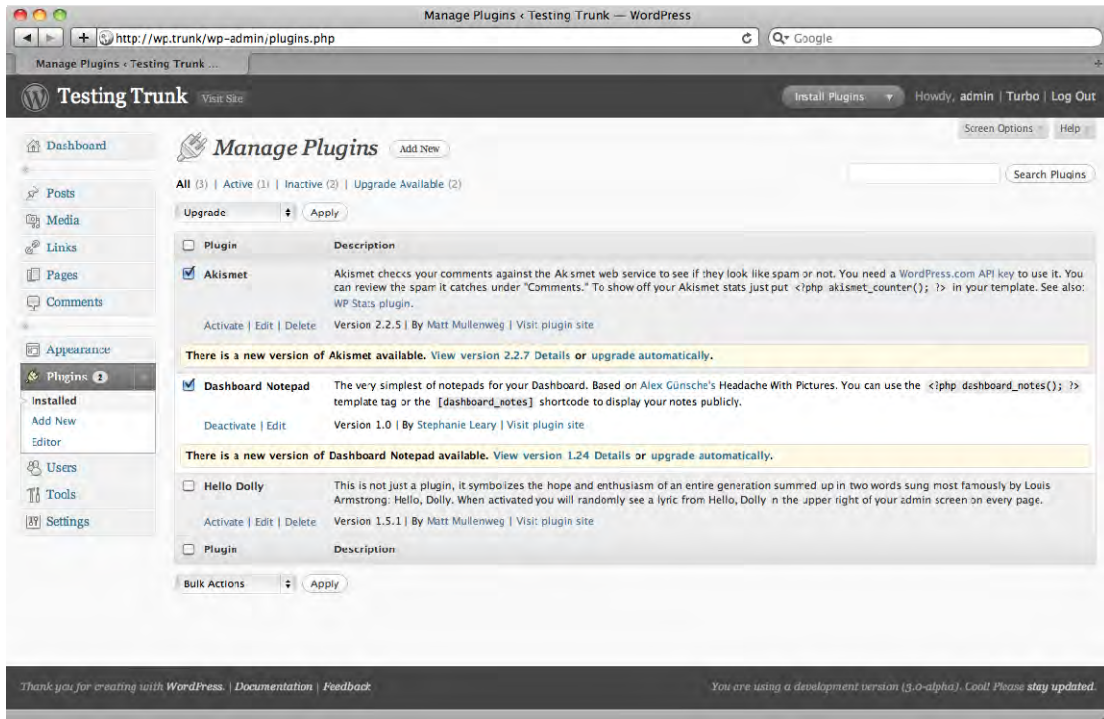 Manage Plugins ‹ Testing Trunk — WordPress
http://wp.trunk/wp-admin/plugins.php
Google
Manage Plugins ‹ Testing Trunk ...
Testing Trunk Visit Site
Install Plugins
Howdy, admin | Turbo | Log Out
Screen Options
Help
Dashboard
Posts
Media
Links
Pages
Comments
Appearance
Plugins 2
Installed
Add New
Editor
Users
Tools
Settings
Manage Plugins Add New
Search Plugins
All (3) | Active (1) | Inactive (2) | Upgrade Available (2)
Upgrade Apply
Plugin Description
Akismet
Akismet checks your comments against the Akismet web service to see if they look like spam or not. You need a WordPress.com API key to use it. You
can review the spam it catches under "Comments." To show off your Akismet stats just put <?php akismet_counter(); ?> in your template. See also:
WP Stats plugin.
Activate | Edit | Delete Version 2.2.5 | By Matt Mullenweg | Visit plugin site
There is a new version of Akismet available. View version 2.2.7 Details or upgrade automatically.
Dashboard Notepad
The very simplest of notepads for your Dashboard. Based on Alex Günsche's Headache With Pictures. You can use the <?php dashboard_notes(); ?>
template tag or the [dashboard_notes] shortcode to display your notes publicly.
Deactivate | Edit Version 1.0 | By Stephanie Leary | Visit plugin site
There is a new version of Dashboard Notepad available. View version 1.24 Details or upgrade automatically.
Hello Dolly
This is not just a plugin, it symbolizes the hope and enthusiasm of an entire generation summed up in two words sung most famously by Louis
Armstrong: Hello, Dolly. When activated you will randomly see a lyric from Hello, Dolly in the upper right of your admin screen on every page.
Activate | Edit | Delete Version 1.5.1 | By Matt Mullenweg | Visit plugin site
Plugin Description
Bulk Actions Apply
Thank you for creating with WordPress. | Documentation | Feedback
You are using a development version (3.0-alpha). Cool! Please stay updated.